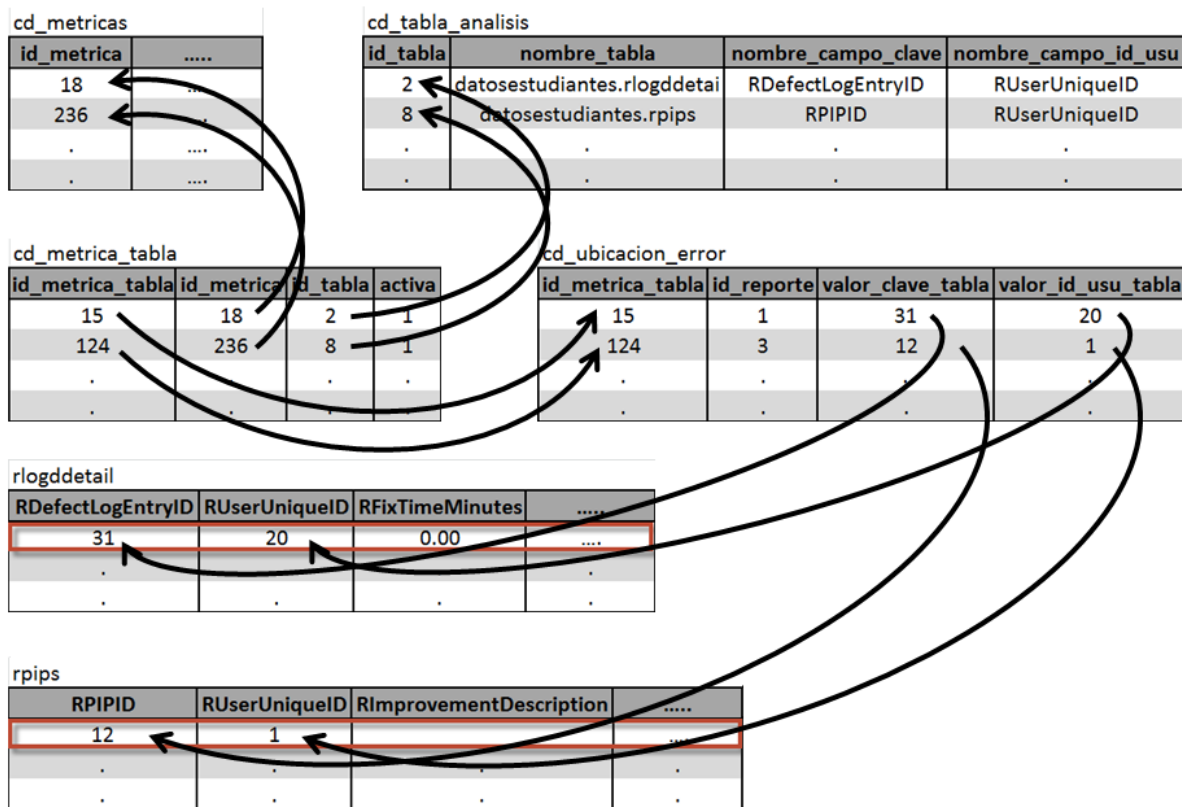 cd_metricas
id_metrica .....
18 ....
236 ....
. ....
. ....
cd_tabla_analisis
id_tabla nombre_tabla nombre_campo_clave nombre_campo_id_usu
2 datosestudiantes.rlogddetai RDefectLogEntryID RUserUniqueID
8 datosestudiantes.rpips RPIPID RUserUniqueID
. . . .
. . . .
cd_metrica_tabla
id_metrica_tabla id_metrica id_tabla activa
15 18 2 1
124 236 8 1
. . . .
. . . .
cd_ubicacion_error
id_metrica_tabla id_reporte valor_clave_tabla valor_id_usu_tabla
15 1 31 20
124 3 12 1
. . . .
. . . .
rlogddetail
RDefectLogEntryID RUserUniqueID RFixTimeMinutes .....
31 20 0.00 ....
. . . .
. . . .
rpips
RPIPID RUserUniqueID RImprovementDescription .....
12 1 ....
. . . .
. . . .